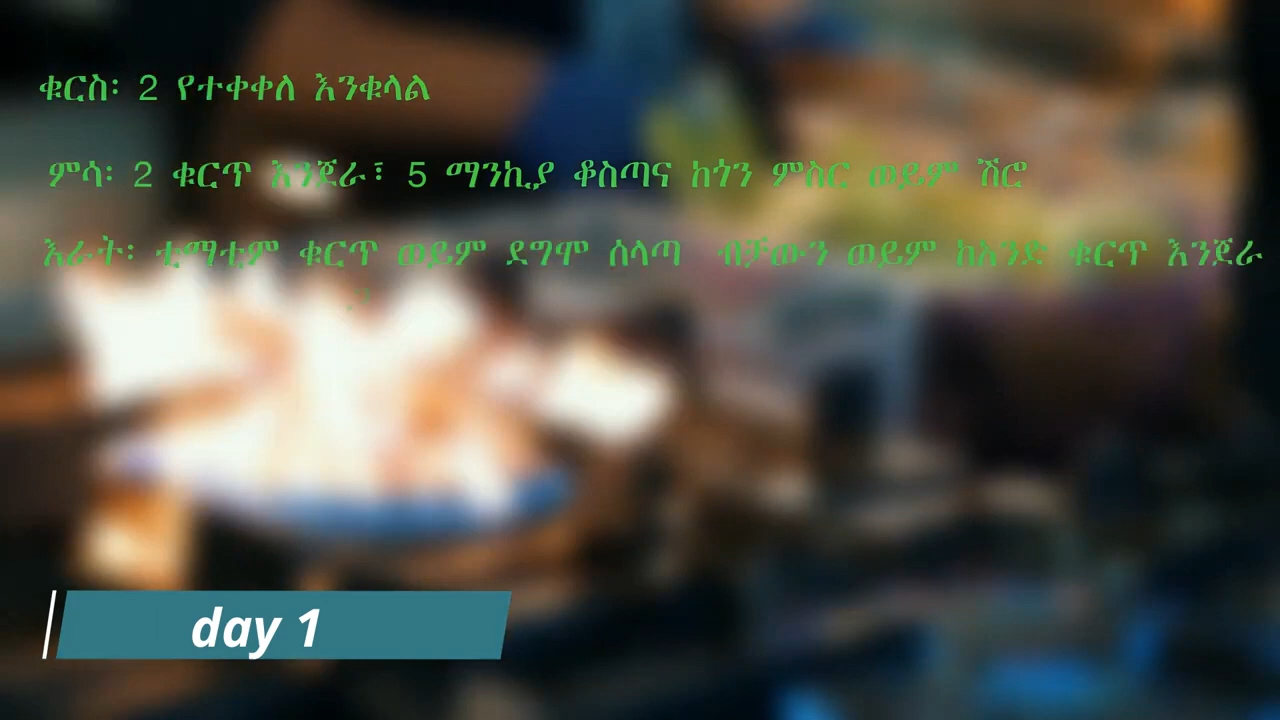 ቁርስ፡ 2 የተቀቀለ እንቁላል
ምሳ፡ 2 ቁርጥ እንጀራ፣ 5 ማንኪያ ቆስጣና ከጎን ምስር ወይም ሽሮ
እራት፡ ቲማቲም ቁርጥ ወይም ደግሞ ሰላጣ ብቻውን ወይም ከአንድ ቁርጥ እንጀራ
day 1